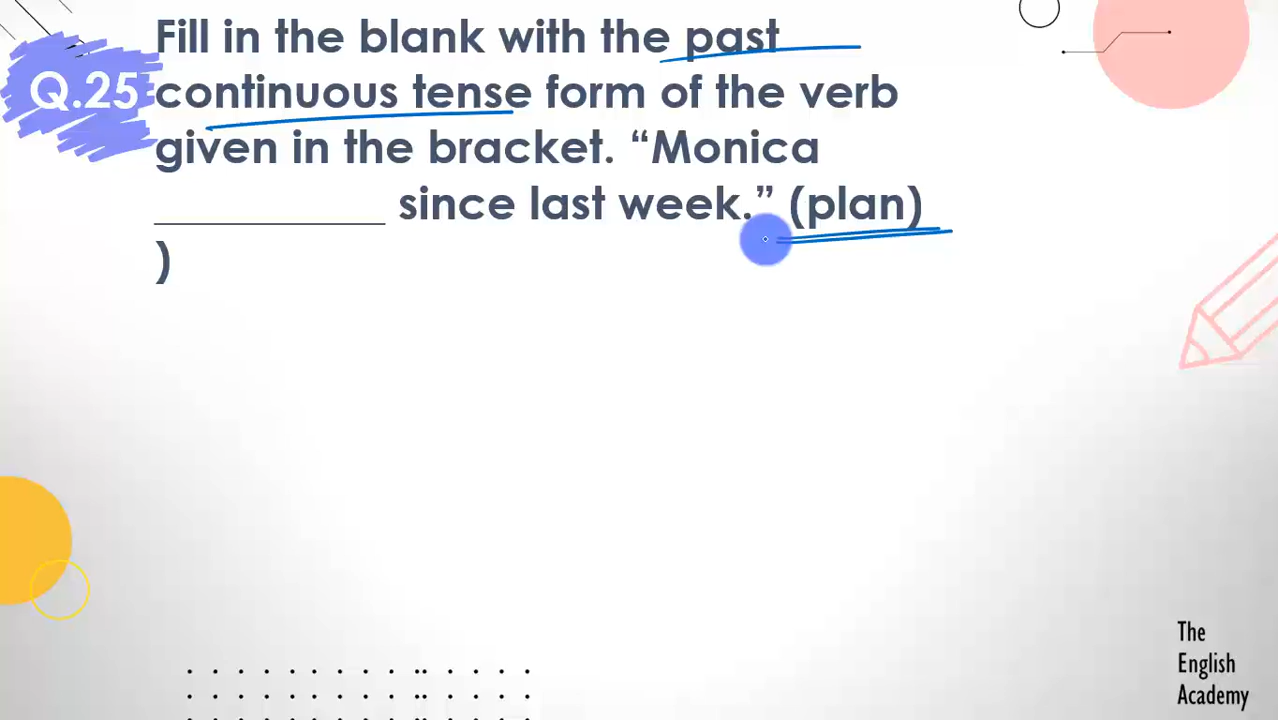 Q.25
Fill in the blank with the past
continuous tense form of the verb
given in the bracket. “Monica
____________ since last week.” (plan)
)
The
English
Academy